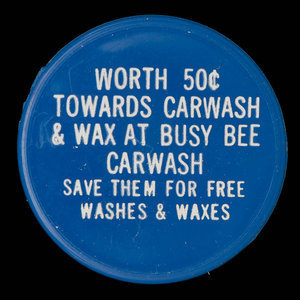 WORTH 50¢
TOWARDS CARWASH
& WAX AT BUSY BEE
CARWASH
SAVE THEM FOR FREE
WASHES & WAXES